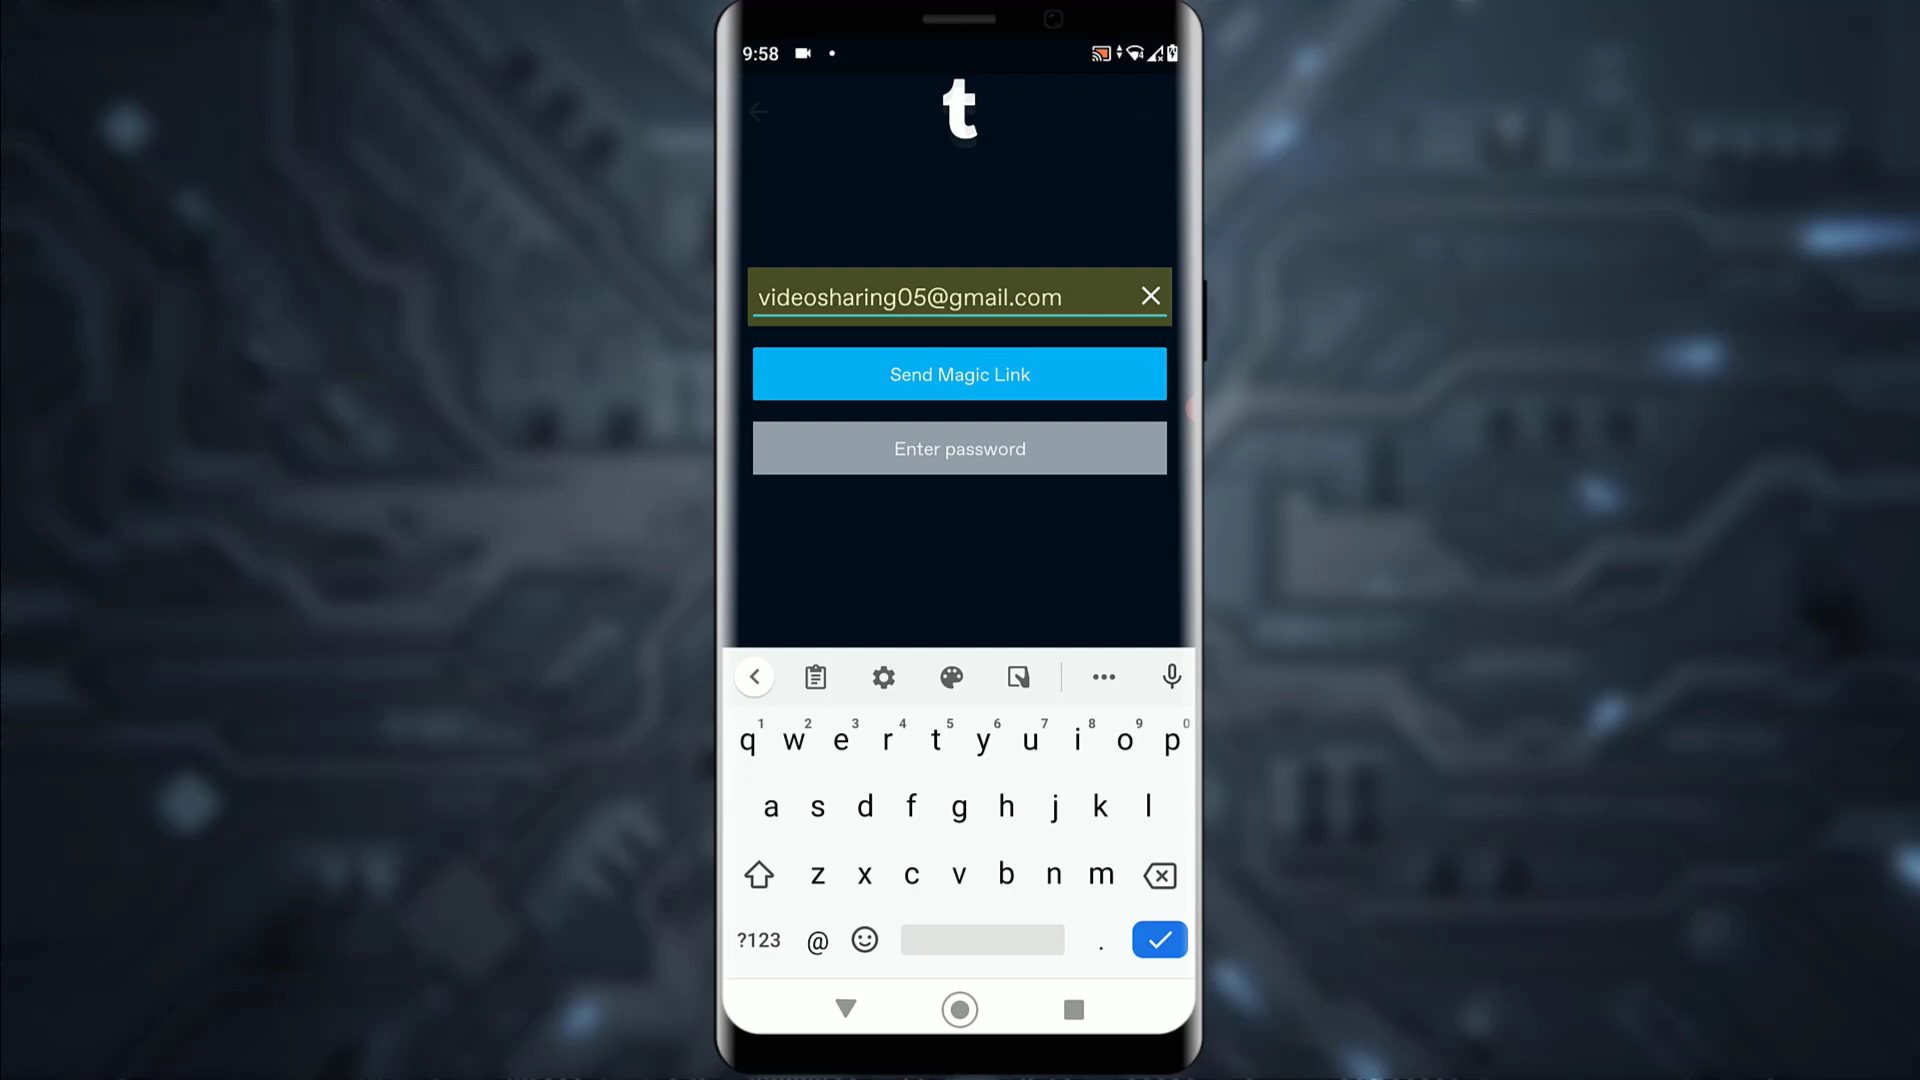 9:58
t
videosharing05@gmail.com
Send Magic Link
Enter password
1 2 3 4 5 6 7 8 9 0
q w e r t y u i o p
a s d f g h j k l
z x c v b n m
?123 @ .